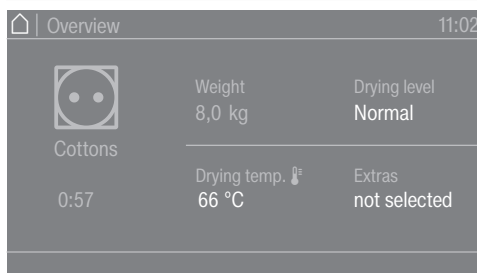 Overview 11:02
Weight Drying level
8,0 kg Normal
Cottons
Drying temp. Extras
0:57 66 °C not selected